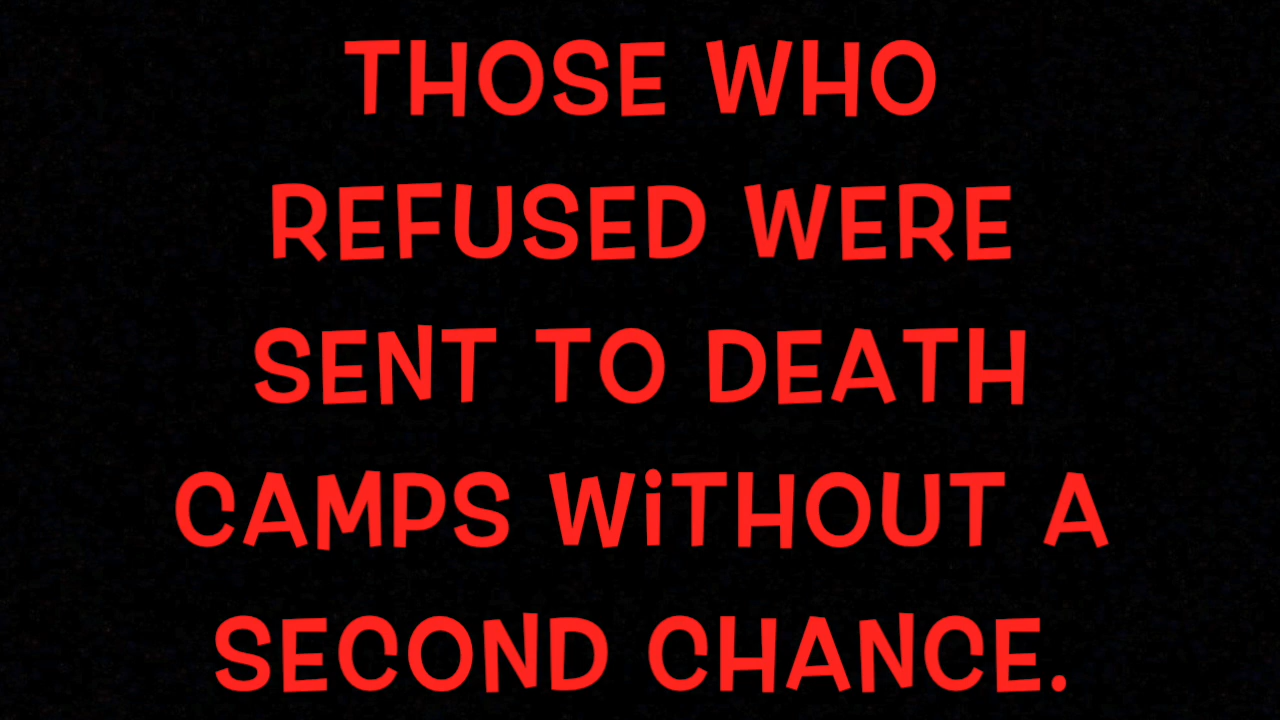 THOSE WHO
REFUSED WERE
SENT TO DEATH
CAMPS WiTHOUT A
SECOND CHANCE.